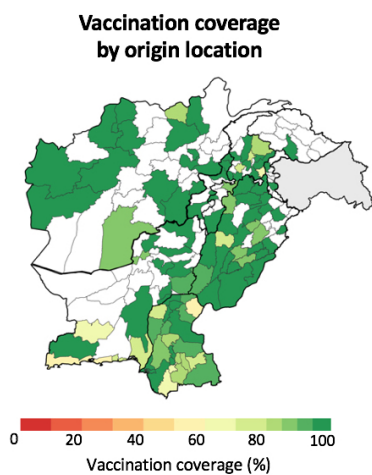 Vaccination coverage
by origin location
0 20 40 60 80 100
Vaccination coverage (%)